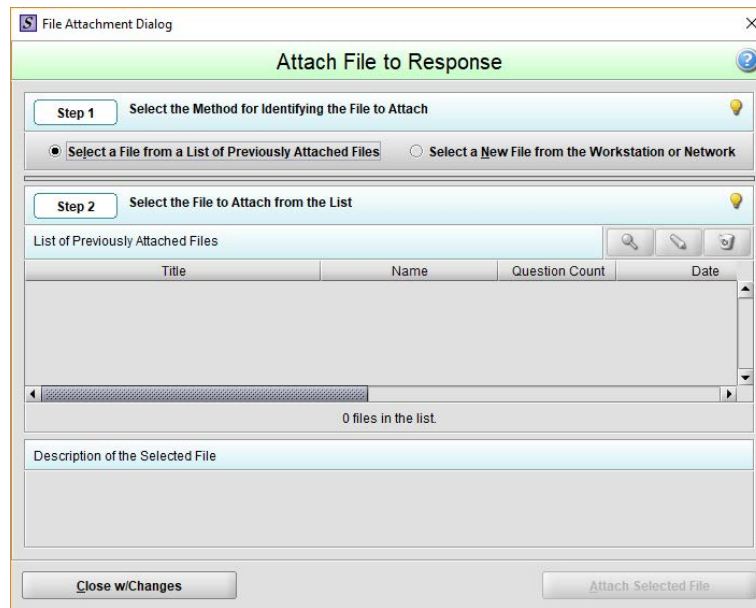 S File Attachment Dialog
Attach File to Response
Step 1 Select the Method for Identifying the File to Attach
Select a File from a List of Previously Attached Files Select a New File from the Workstation or Network
Step 2 Select the File to Attach from the List
List of Previously Attached Files
Title Name Question Count Date
0 files in the list.
Description of the Selected File
Close w/Changes Attach Selected File